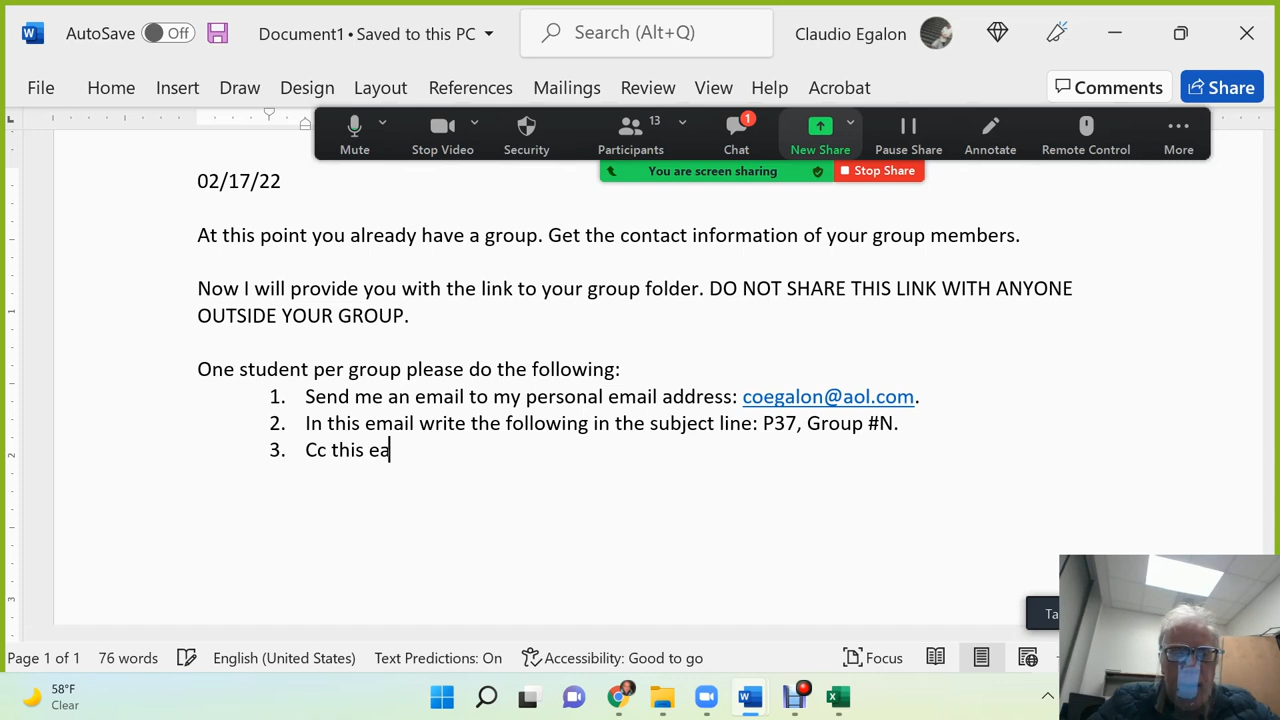 AutoSave Off Document1 • Saved to this PC Search (Alt+Q) Claudio Egalon
File Home Insert Draw Design Layout References Mailings Review View Help Acrobat Comments Share
13 1
Mute Stop Video Security Participants Chat New Share Pause Share Annotate Remote Control More
You are screen sharing Stop Share
02/17/22
At this point you already have a group. Get the contact information of your group members.
Now I will provide you with the link to your group folder. DO NOT SHARE THIS LINK WITH ANYONE
OUTSIDE YOUR GROUP.
One student per group please do the following:
1. Send me an email to my personal email address: coegalon@aol.com.
2. In this email write the following in the subject line: P37, Group #N.
3. Cc this ea
1
2
3
Page 1 of 1 76 words English (United States) Text Predictions: On Accessibility: Good to go Focus
58°F
Clear